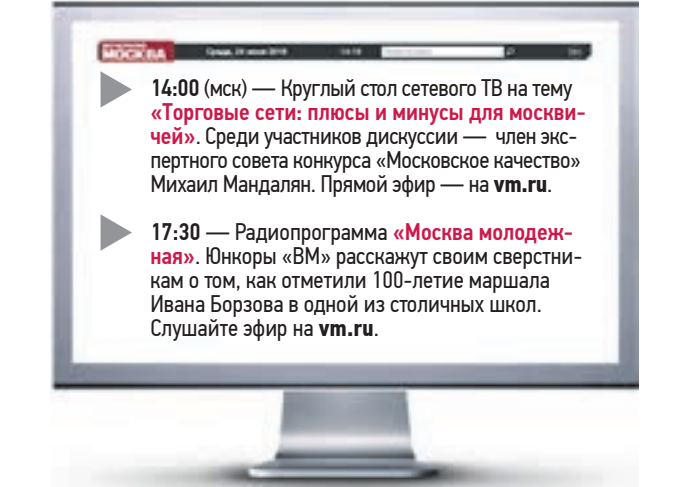 МОСКВА
14:00 (мск) — Круглый стол сетевого ТВ на тему
«Торговые сети: плюсы и минусы для москви-
чей». Среди участников дискуссии — член экс-
пертного совета конкурса «Московское качество»
Михаил Мандалян. Прямой эфир — на vm.ru.
17:30 — Радиопрограмма «Москва молодеж-
ная». Юнкоры «ВМ» расскажут своим сверстни-
кам о том, как отметили 100-летие маршала
Ивана Борзова в одной из столичных школ.
Слушайте эфир на vm.ru.